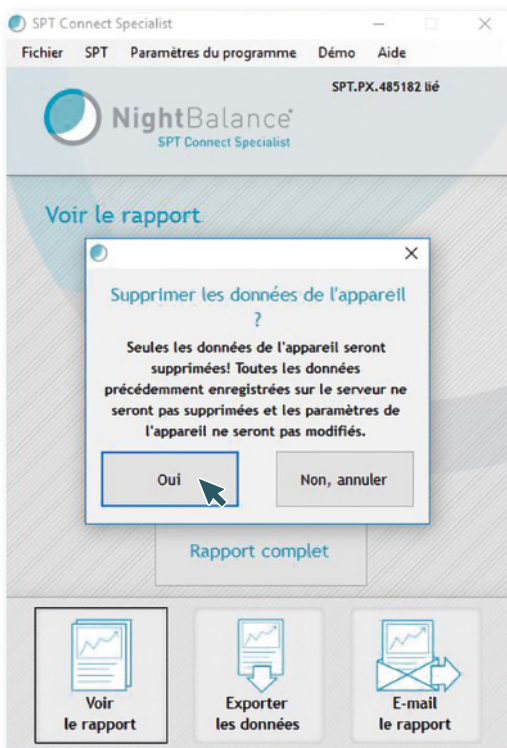 SPT Connect Specialist
Fichier SPT Paramètres du programme Démo Aide
SPT.PX.485182 lié
NightBalance
SPT Connect Specialist
Voir le rapport
Supprimer les données de l'appareil
?
Seules les données de l'appareil seront
supprimées! Toutes les données
précédemment enregistrées sur le serveur ne
seront pas supprimées et les paramètres de
l'appareil ne seront pas modifiés.
Oui Non, annuler
Rapport complet
Voir
le rapport
Exporter
les données
E-mail
le rapport